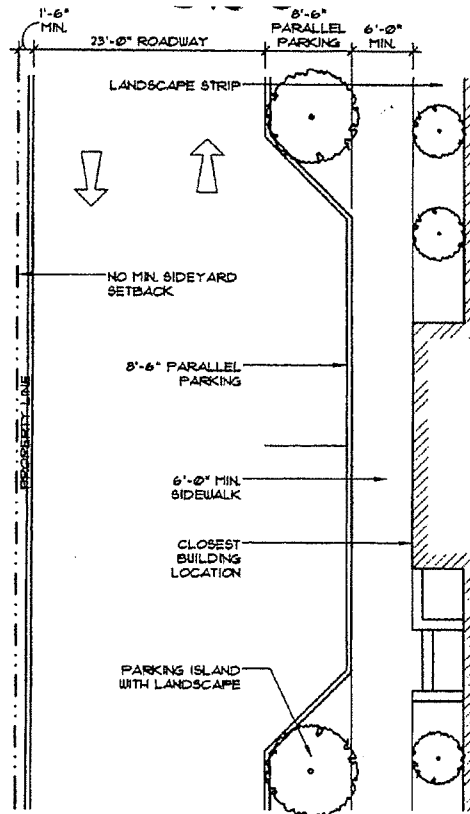 1'-6"
MIN.
23'-0" ROADWAY
8'-6"
PARALLEL
PARKING
6'-0"
MIN.
LANDSCAPE STRIP
NO MIN. SIDEYARD
SETBACK
PROPERTY LINE
8'-6" PARALLEL
PARKING
6'-0" MIN.
SIDEWALK
CLOSEST
BUILDING
LOCATION
PARKING ISLAND
WITH LANDSCAPE